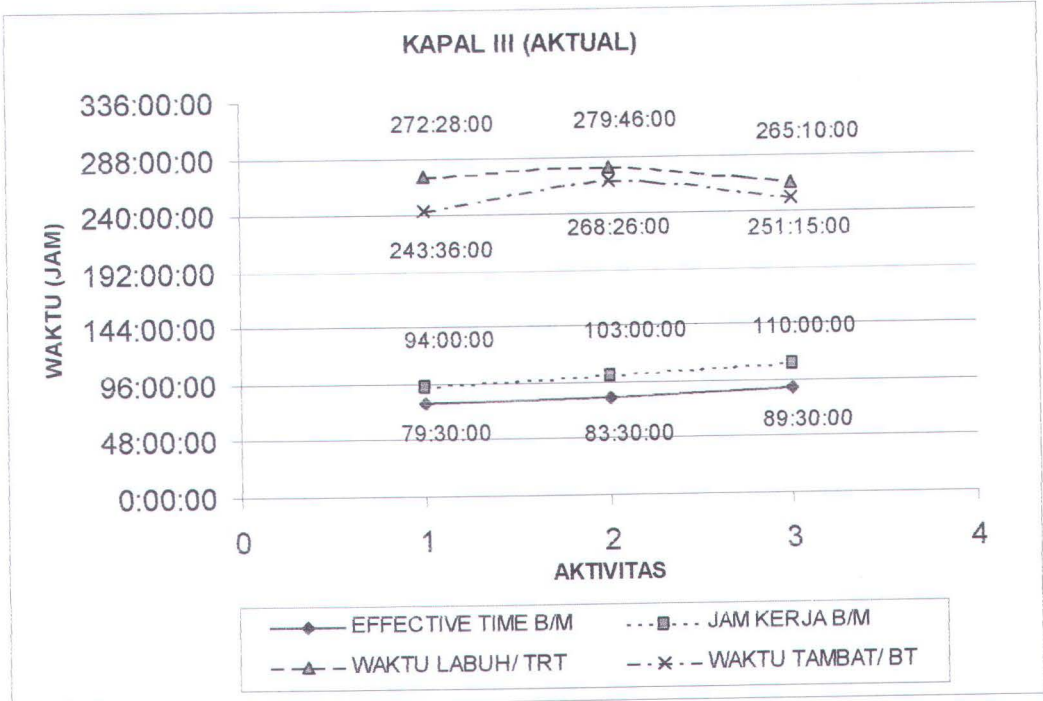 KAPAL III (AKTUAL)
336:00:00
288:00:00
240:00:00
192:00:00
144:00:00
96:00:00
48:00:00
0:00:00
WAKTU (JAM)
272:28:00 279:46:00 265:10:00
243:36:00 268:26:00 251:15:00
94:00:00 103:00:00 110:00:00
79:30:00 83:30:00 89:30:00
0 1 2 3 4
AKTIVITAS
EFFECTIVE TIME B/M JAM KERJA B/M
WAKTU LABUH/ TRT WAKTU TAMBAT/ BT